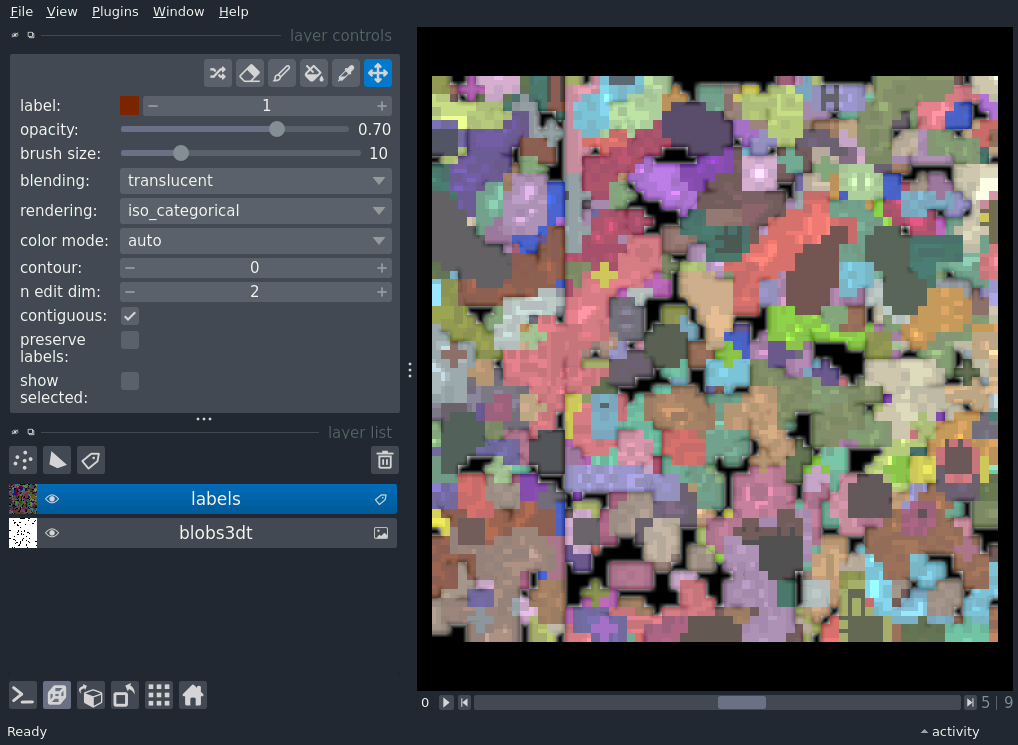 File View Plugins Window Help
layer controls
label: 1
opacity: 0.70
brush size: 10
blending: translucent
rendering: iso_categorical
color mode: auto
contour: 0
n edit dim: 2
contiguous:
preserve
labels:
show
selected:
layer list
labels
blobs3dt
0 5 | 9
Ready activity